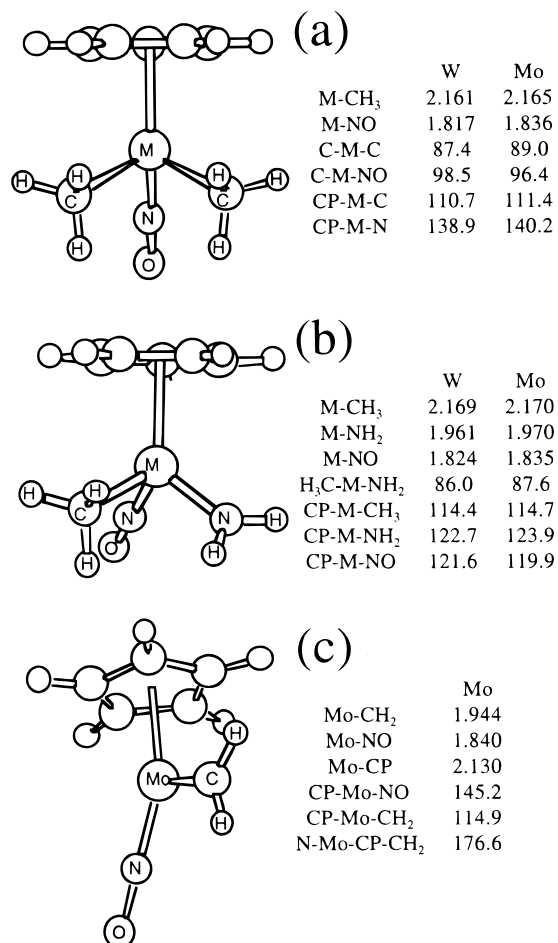 (a)
W Mo
M-CH3 2.161 2.165
M-NO 1.817 1.836
C-M-C 87.4 89.0
C-M-NO 98.5 96.4
CP-M-C 110.7 111.4
CP-M-N 138.9 140.2
M
H H H H
C C
N
H H
O
(b)
W Mo
M-CH3 2.169 2.170
M-NH2 1.961 1.970
M-NO 1.824 1.835
H3C-M-NH2 86.0 87.6
CP-M-CH3 114.4 114.7
CP-M-NH2 122.7 123.9
CP-M-NO 121.6 119.9
M
H H
C N N H
O H
H
(c)
Mo
Mo-CH2 1.944
Mo-NO 1.840
Mo-CP 2.130
CP-Mo-NO 145.2
CP-Mo-CH2 114.9
N-Mo-CP-CH2 176.6
H
Mo C
H
N
O